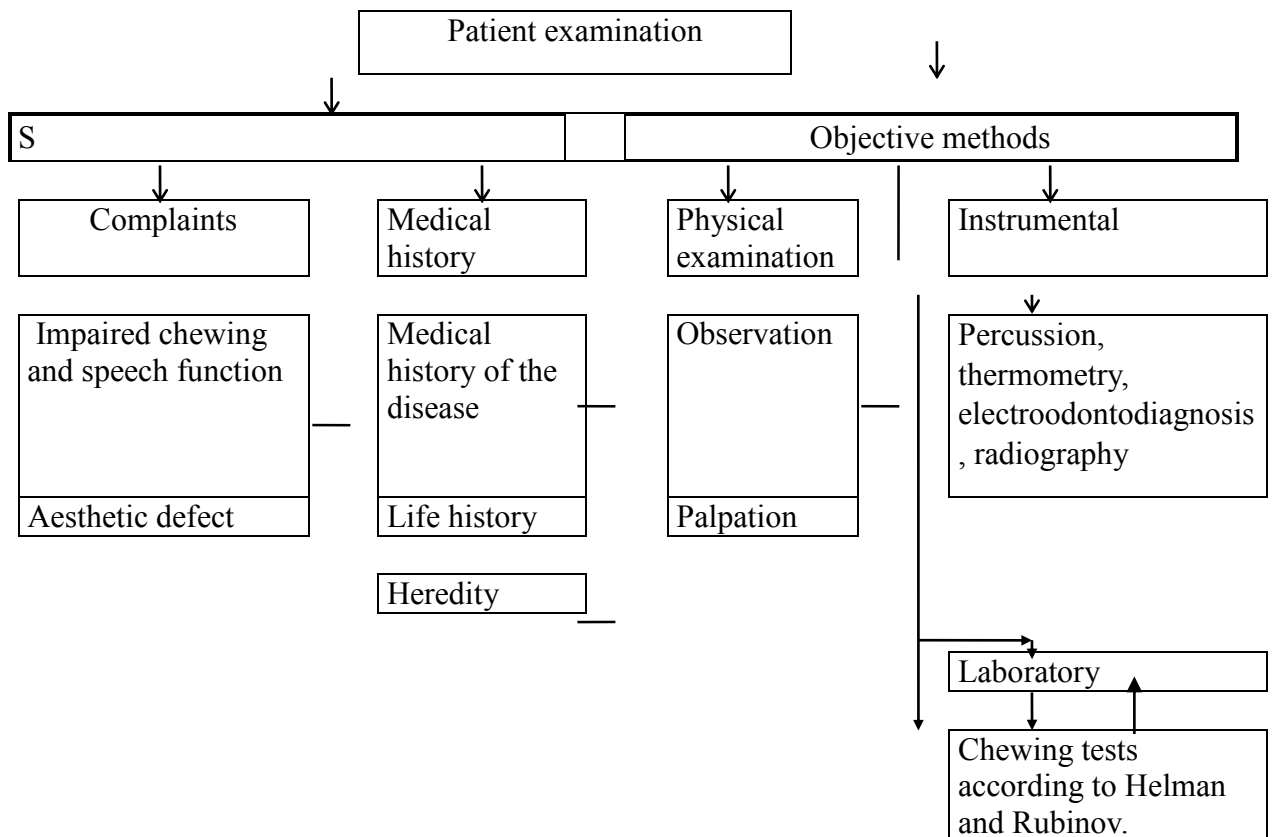 Patient examination
S
Objective methods
Complaints
Medical
history
Physical
examination
Instrumental
Impaired chewing
and speech function
Medical
history of the
disease
Observation
Percussion,
thermometry,
electroodontodiagnosis
, radiography
Aesthetic defect
Life history
Palpation
Heredity
Laboratory
Chewing tests
according to Helman
and Rubinov.